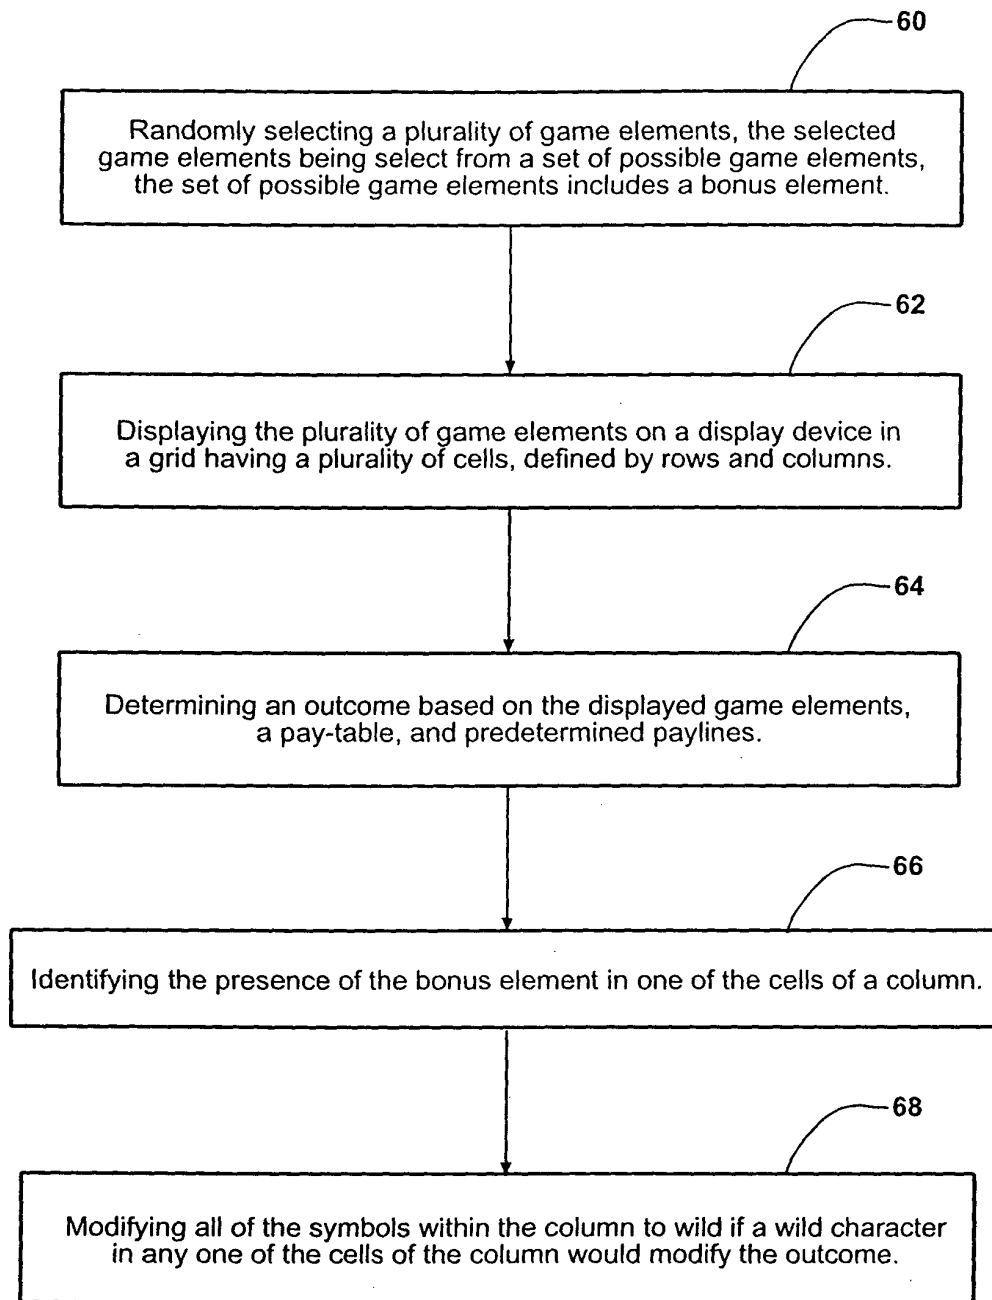 60
Randomly selecting a plurality of game elements, the selected
game elements being select from a set of possible game elements,
the set of possible game elements includes a bonus element.
62
Displaying the plurality of game elements on a display device in
a grid having a plurality of cells, defined by rows and columns.
64
Determining an outcome based on the displayed game elements,
a pay-table, and predetermined paylines.
66
Identifying the presence of the bonus element in one of the cells of a column.
68
Modifying all of the symbols within the column to wild if a wild character
in any one of the cells of the column would modify the outcome.